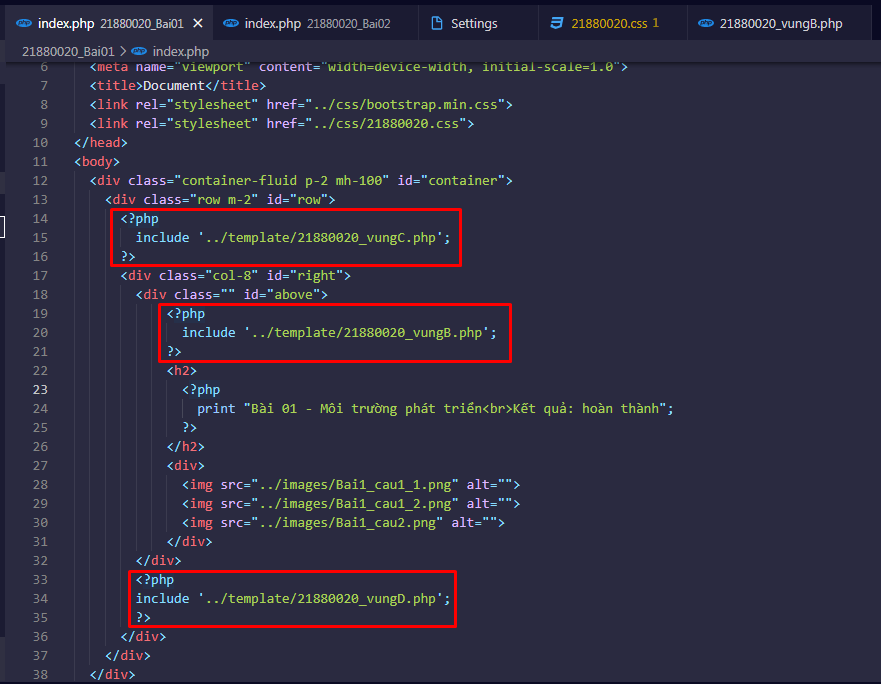 index.php 21880020_Bai01 × index.php 21880020_Bai02 Settings 21880020.css 1 21880020_vungB.php
21880020_Bai01 > index.php
6 <meta name="viewport" content="width=device-width, initial-scale=1.0">
7 <title>Document</title>
8 <link rel="stylesheet" href="../css/bootstrap.min.css">
9 <link rel="stylesheet" href="../css/21880020.css">
10 </head>
11 <body>
12 <div class="container-fluid p-2 mh-100" id="container">
13 <div class="row m-2" id="row">
14 <?php
15 include '../template/21880020_vungC.php';
16 ?>
17 <div class="col-8" id="right">
18 <div class="" id="above">
19 <?php
20 include '../template/21880020_vungB.php';
21 ?>
22 <h2>
23 <?php
24 print "Bài 01 - Môi trường phát triển<br>Kết quả: hoàn thành";
25 ?>
26 </h2>
27 <div>
28 <img src="../images/Bai1_cau1_1.png" alt="">
29 <img src="../images/Bai1_cau1_2.png" alt="">
30 <img src="../images/Bai1_cau2.png" alt="">
31 </div>
32 </div>
33 <?php
34 include '../template/21880020_vungD.php';
35 ?>
36 </div>
37 </div>
38 </div>